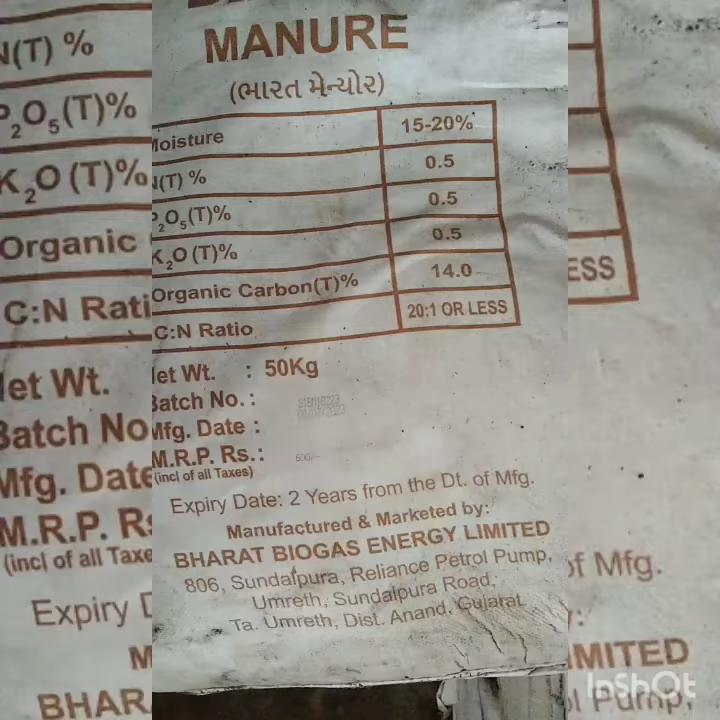 MANURE
(ભારત મેન્યોર)
Moisture 15-20%
N(T) % 0.5
P₂O₅(T)% 0.5
K₂O (T)% 0.5
Organic Carbon(T)% 14.0
C:N Ratio 20:1 OR LESS
Net Wt. : 50Kg
Batch No. :
Mfg. Date :
M.R.P. Rs.:
(incl of all Taxes)
Expiry Date: 2 Years from the Dt. of Mfg.
Manufactured & Marketed by:
BHARAT BIOGAS ENERGY LIMITED
806, Sundalpura, Reliance Petrol Pump,
Umreth, Sundalpura Road,
Ta. Umreth, Dist. Anand, Gujarat
InShOt